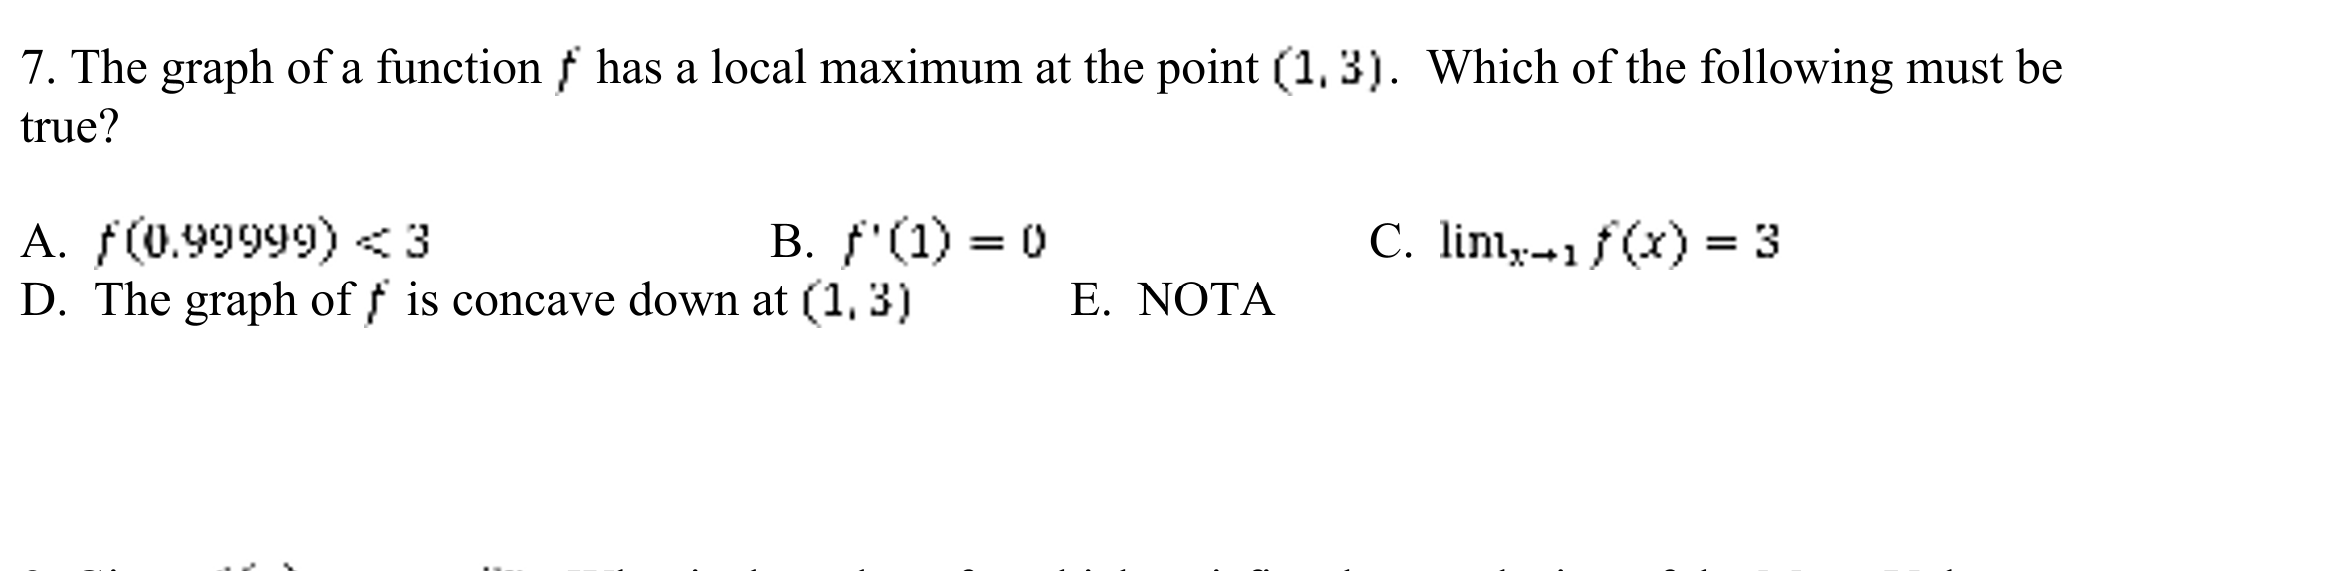 7. The graph of a function f has a local maximum at the point (1, 3). Which of the following must be
true?
A. f(0.99999) < 3 B. f'(1) = 0 C. lim_{x→1} f(x) = 3
D. The graph of f is concave down at (1, 3) E. NOTA